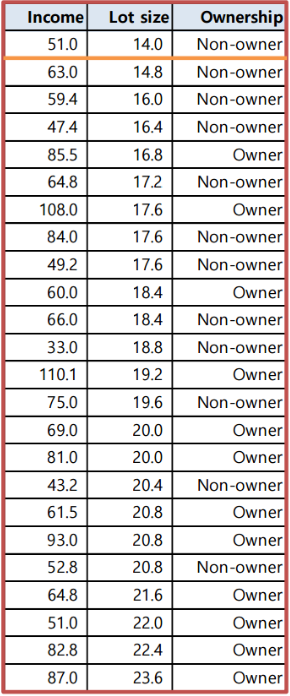 Income Lot size Ownership
51.0 14.0 Non-owner
63.0 14.8 Non-owner
59.4 16.0 Non-owner
47.4 16.4 Non-owner
85.5 16.8 Owner
64.8 17.2 Non-owner
108.0 17.6 Owner
84.0 17.6 Non-owner
49.2 17.6 Non-owner
60.0 18.4 Owner
66.0 18.4 Non-owner
33.0 18.8 Non-owner
110.1 19.2 Owner
75.0 19.6 Non-owner
69.0 20.0 Owner
81.0 20.0 Owner
43.2 20.4 Non-owner
61.5 20.8 Owner
93.0 20.8 Owner
52.8 20.8 Non-owner
64.8 21.6 Owner
51.0 22.0 Owner
82.8 22.4 Owner
87.0 23.6 Owner